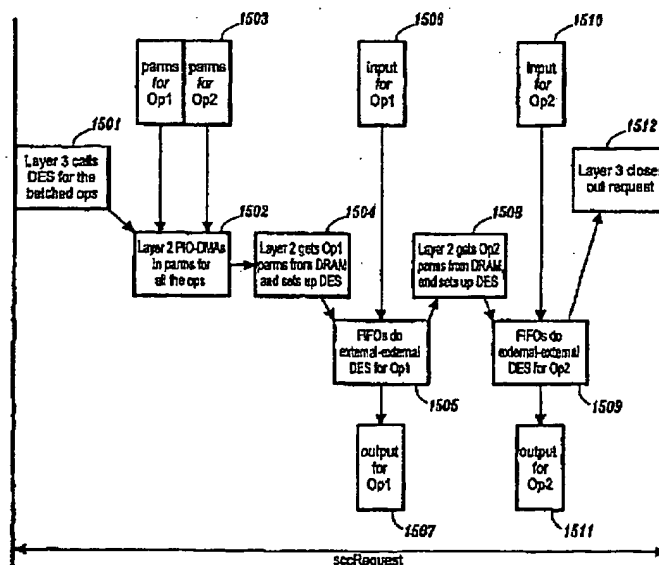 1503
1506
1510
parms
for
Op1
parms
for
Op2
input
for
Op1
input
for
Op2
1501
1512
Layer 3 calls
DES for the
batched ops
Layer 3 closes
out request
1502
1504
1508
Layer 2 PIO-DMAs
in parms for
all the ops
Layer 2 gets Op1
parms from DRAM
and sets up DES
Layer 2 gets Op2
parms from DRAM,
and sets up DES
FIFOs do
external-external
DES for Op1
FIFOs do
external-external
DES for Op2
1505
1509
output
for
Op1
output
for
Op2
1507
1511
sccRequest